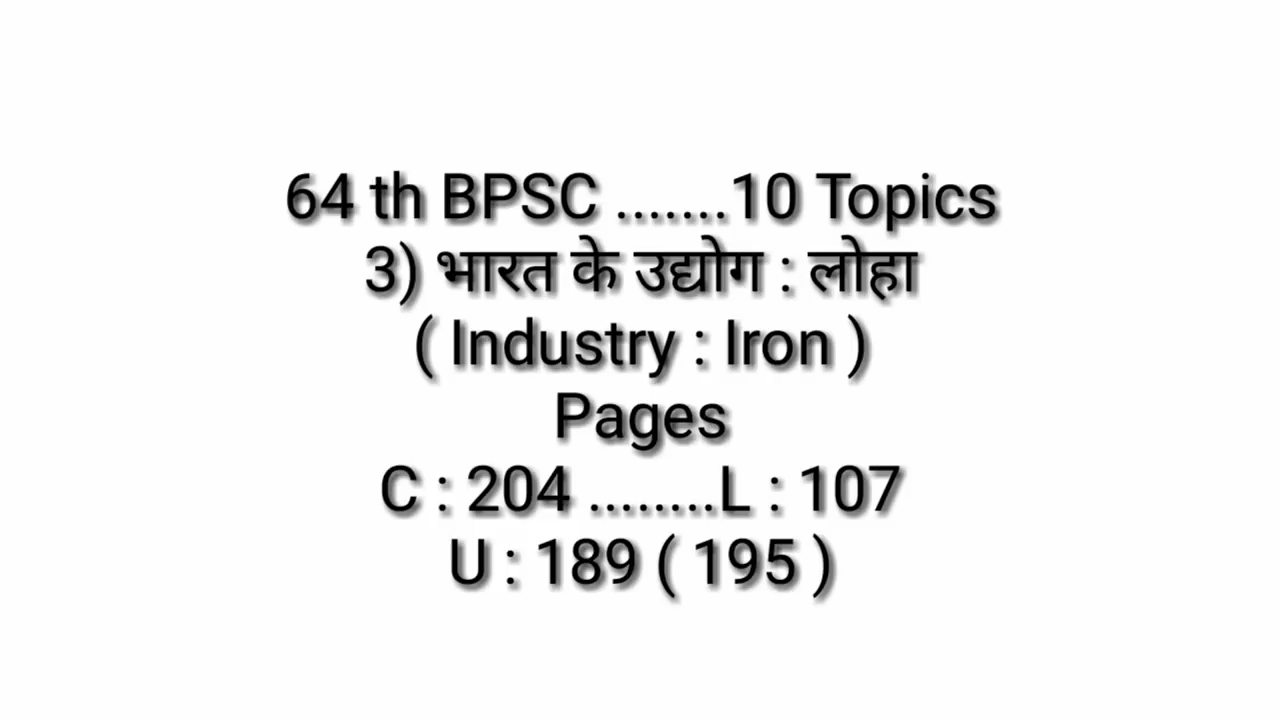 64 th BPSC .......10 Topics
3) भारत के उद्योग : लोहा
( Industry : Iron )
Pages
C : 204 ........L : 107
U : 189 ( 195 )